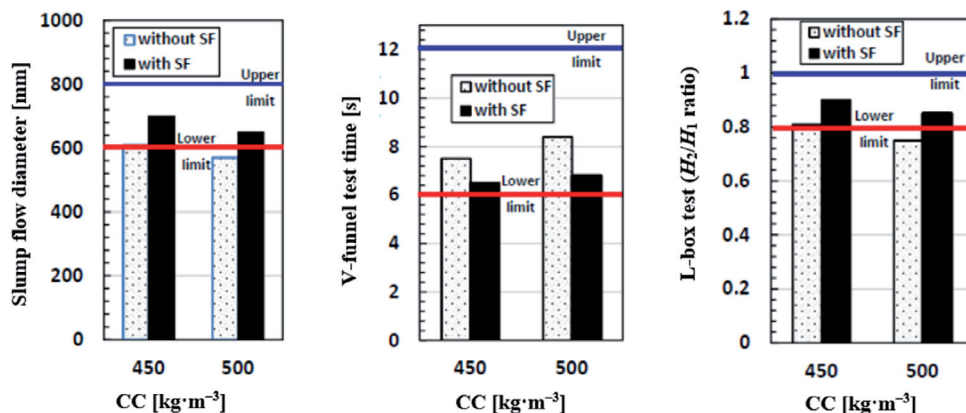 Slump flow diameter [mm]
1000
800
600
400
200
0
without SF
with SF
Upper
limit
Lower
limit
450 500
CC [kg·m⁻³]
V-funnel test time [s]
12
10
8
6
4
2
0
Upper
limit
without SF
with SF
Lower
limit
450 500
CC [kg·m⁻³]
L-box test (H₂/H₁ ratio)
1.2
1
0.8
0.6
0.4
0.2
0
without SF
with SF
Upper
limit
Lower
limit
450 500
CC [kg·m⁻³]